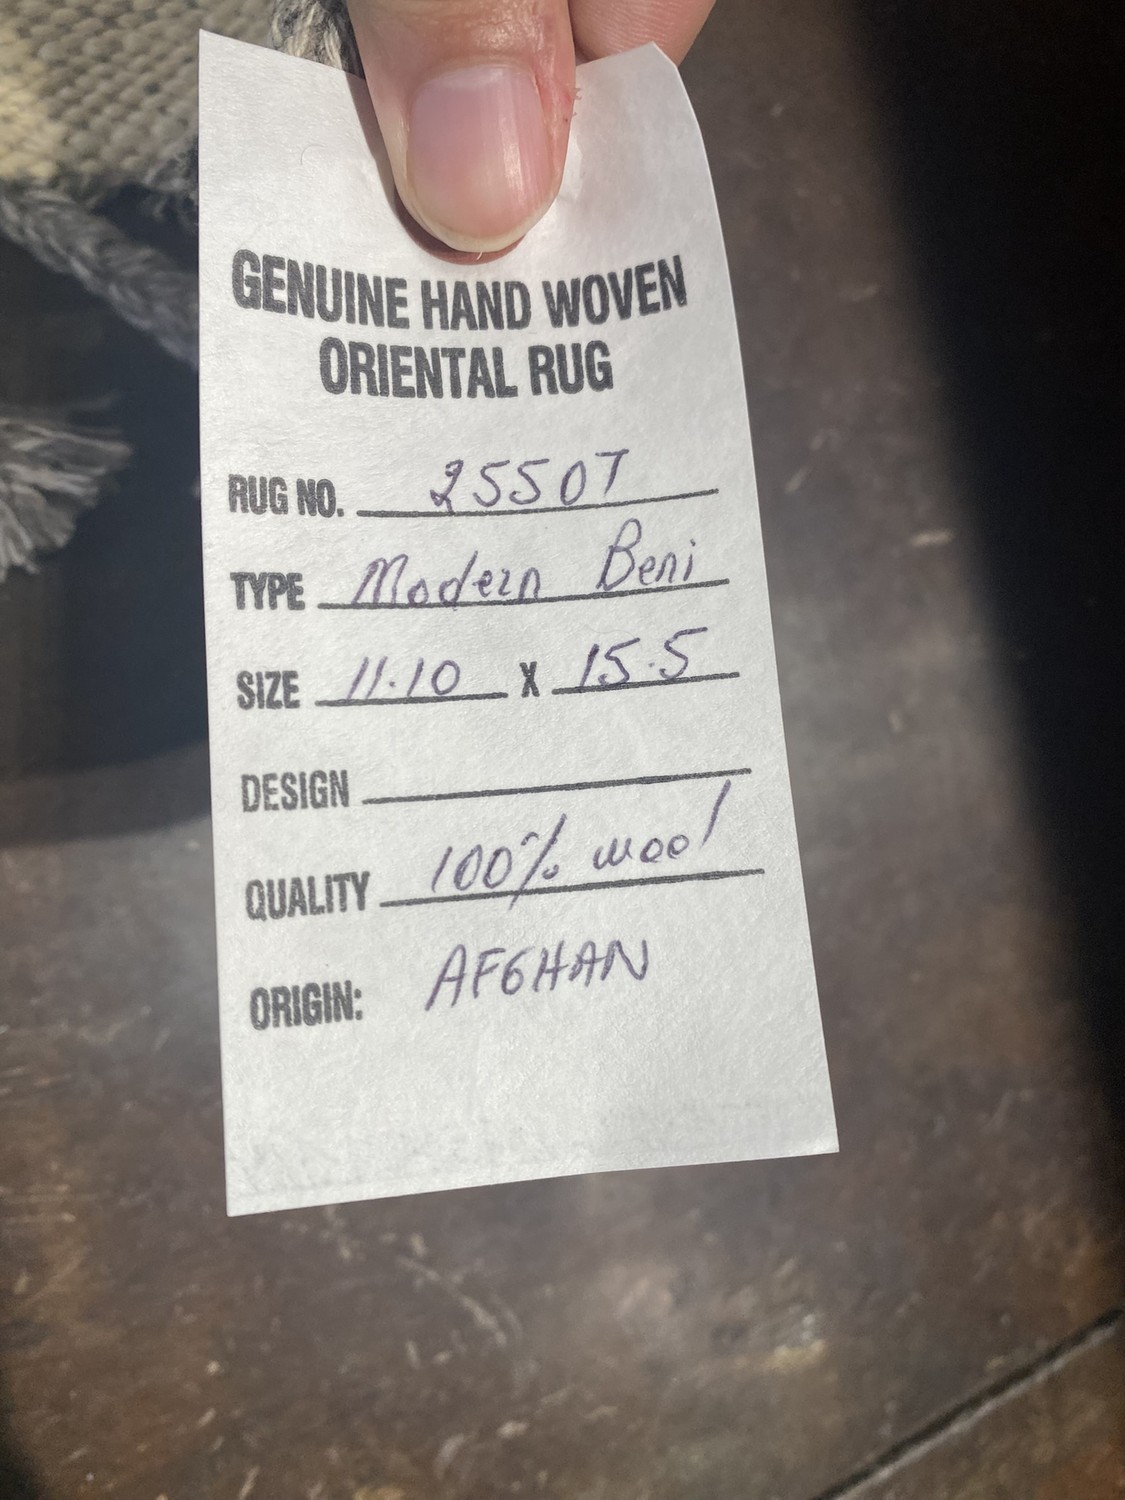 GENUINE HAND WOVEN
ORIENTAL RUG
RUG NO. 25507
TYPE Modern Beni
SIZE 11.10 X 15.5
DESIGN
QUALITY 100% wool
ORIGIN: AFGHAN